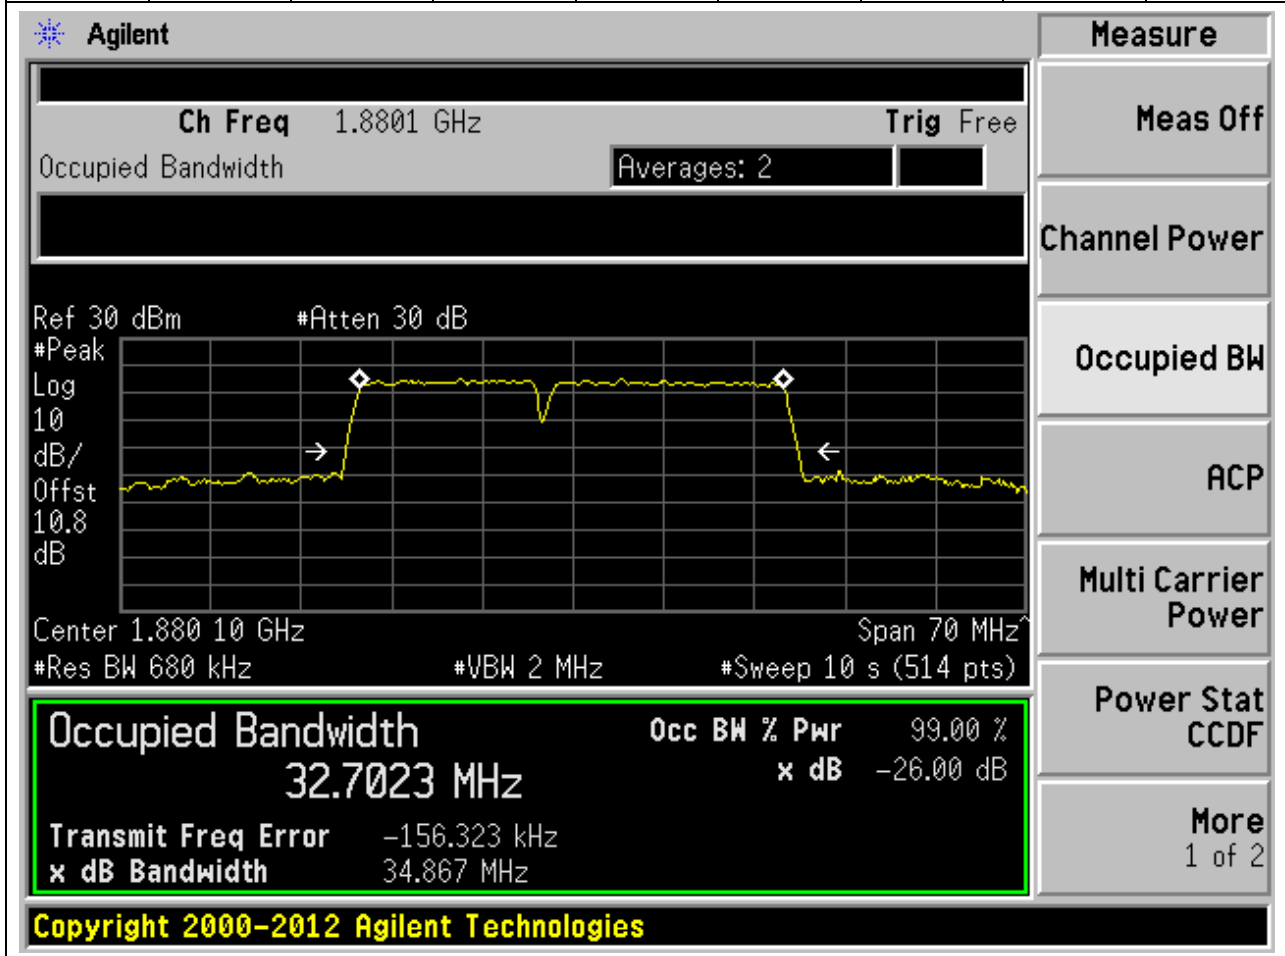 Agilent
Measure
Ch Freq 1.8801 GHz Trig Free
Occupied Bandwidth Averages: 2
Meas Off
Channel Power
Occupied BW
ACP
Multi Carrier
Power
Power Stat
CCDF
More
1 of 2
Ref 30 dBm #Atten 30 dB
#Peak
Log
10
dB/
Offst
10.8
dB
Center 1.880 10 GHz Span 70 MHz^
#Res BW 680 kHz #VBW 2 MHz #Sweep 10 s (514 pts)
Occupied Bandwidth Occ BW % Pwr 99.00 %
32.7023 MHz x dB -26.00 dB
Transmit Freq Error -156.323 kHz
x dB Bandwidth 34.867 MHz
Copyright 2000-2012 Agilent Technologies